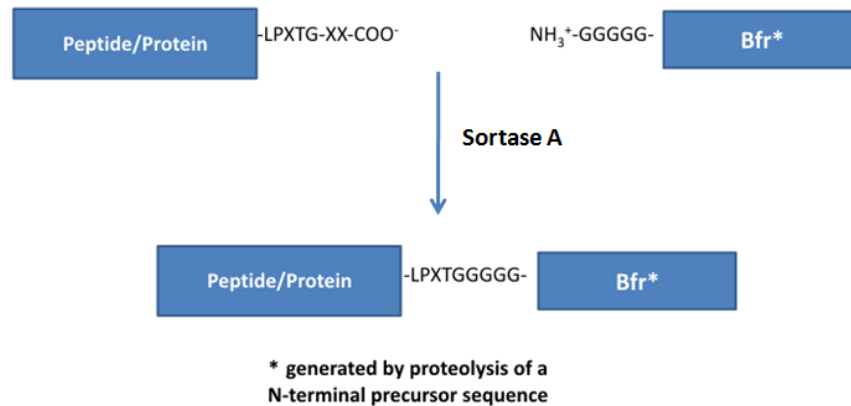 Peptide/Protein -LPXTG-XX-COO⁻ NH₃⁺-GGGGG- Bfr*
Sortase A
Peptide/Protein -LPXTGGGGG- Bfr*
* generated by proteolysis of a
N-terminal precursor sequence